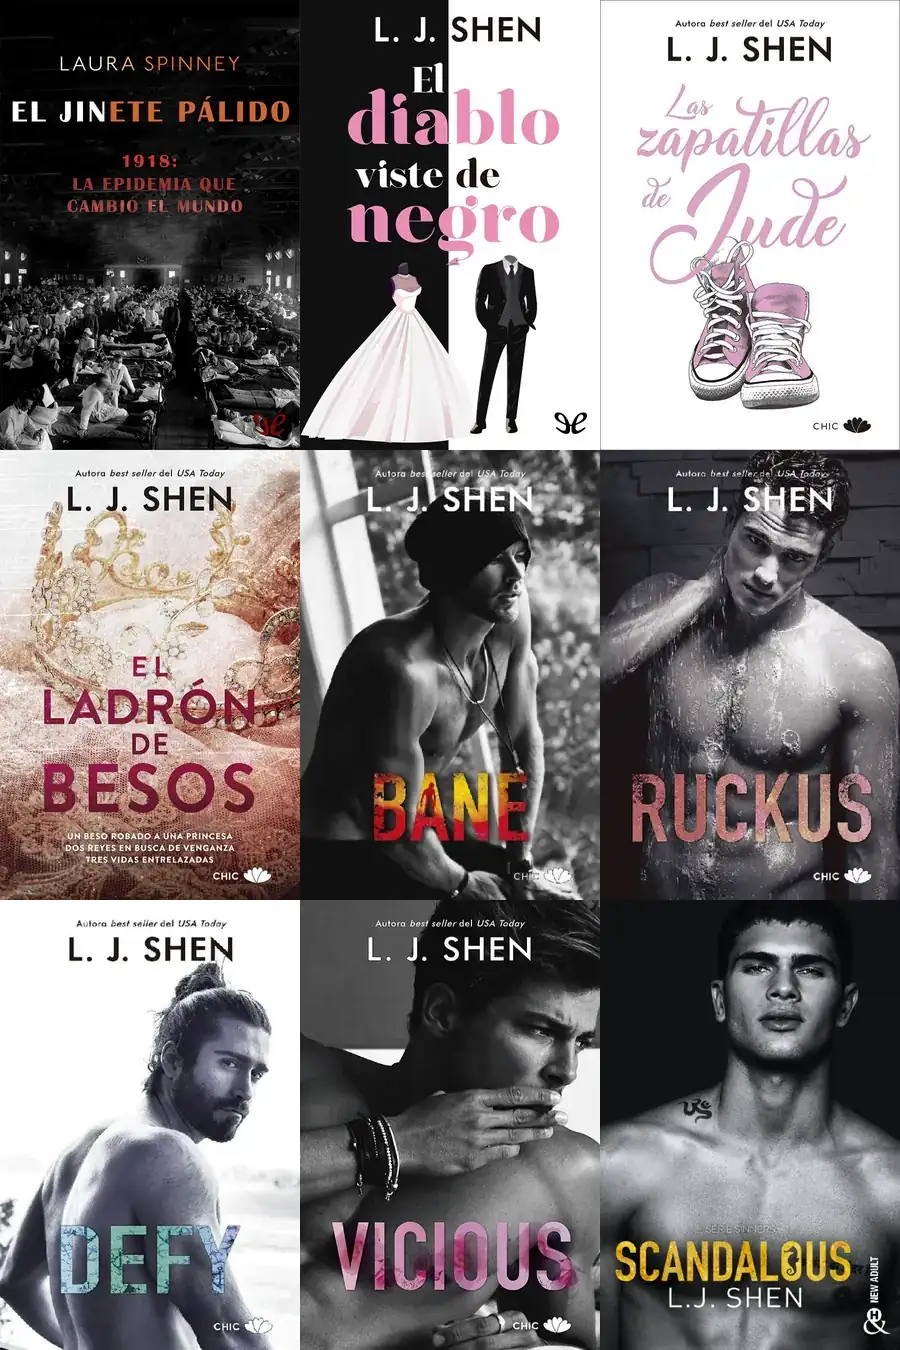 LAURA SPINNEY
EL JINETE PÁLIDO
1918:
LA EPIDEMIA QUE
CAMBIÓ EL MUNDO
L. J. SHEN
El
diablo
viste de
negro
Autora best seller del USA Today
L. J. SHEN
Las
zapatillas
de
Jude
CHIC
Autora best seller del USA Today
L. J. SHEN
EL
LADRÓN
DE
BESOS
UN BESO ROBADO A UNA PRINCESA
DOS REYES EN BUSCA DE VENGANZA
TRES VIDAS ENTRELAZADAS
CHIC
Autora best seller del USA Today
L. J. SHEN
BANE
CHIC
Autora best seller del USA Today
L. J. SHEN
RUCKUS
CHIC
Autora best seller del USA Today
L. J. SHEN
DEFY
CHIC
Autora best seller del USA Today
L. J. SHEN
VICIOUS
CHIC
SÉRIE SINNERS
SCANDALOUS
L.J. SHEN
&H NEW ADULT